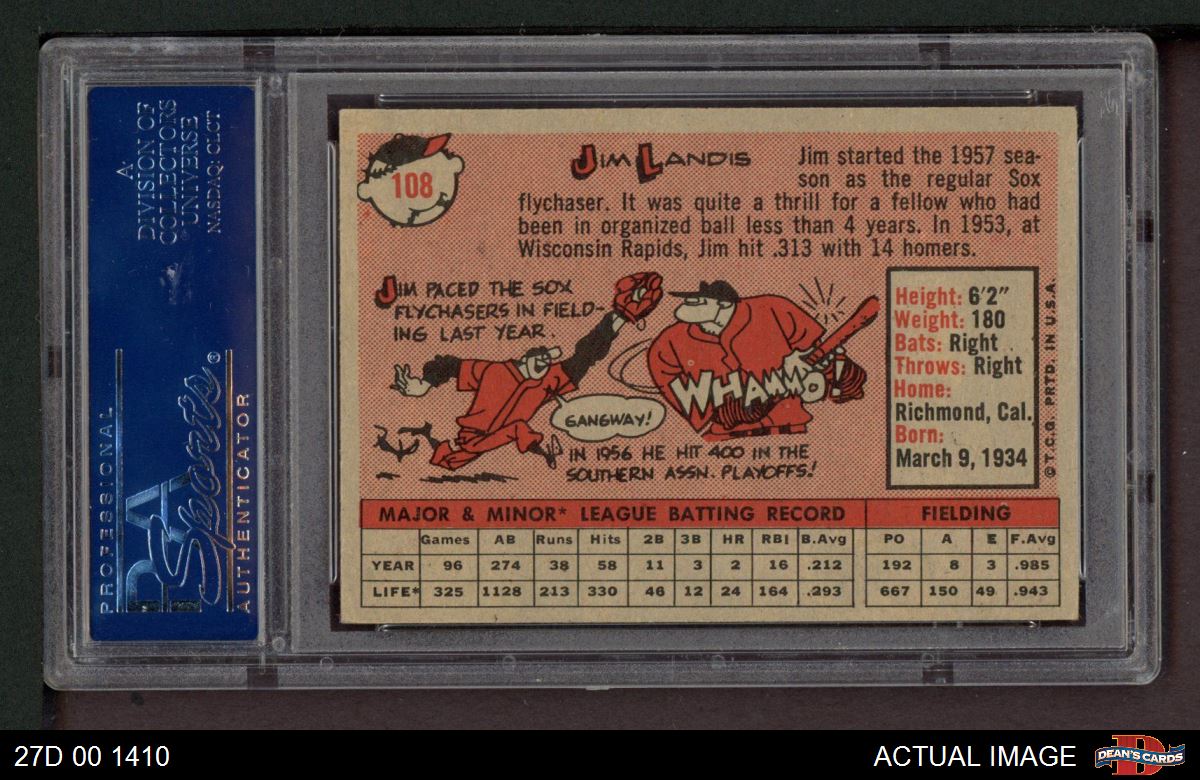 A
DIVISION OF
COLLECTORS
UNIVERSE
NASDAQ: CLCT
PROFESSIONAL
PSA
Sports®
AUTHENTICATOR
108
JIM LANDIS
Jim started the 1957 sea-
son as the regular Sox
flychaser. It was quite a thrill for a fellow who had
been in organized ball less than 4 years. In 1953, at
Wisconsin Rapids, Jim hit .313 with 14 homers.
JIM PACED THE SOX
FLYCHASERS IN FIELD-
ING LAST YEAR.
GANGWAY!
WHAMMO!
IN 1956 HE HIT 400 IN THE
SOUTHERN ASSN. PLAYOFFS!
Height: 6'2"
Weight: 180
Bats: Right
Throws: Right
Home:
Richmond, Cal.
Born:
March 9, 1934
©T.C.G. PRTD. IN U.S.A.
MAJOR & MINOR* LEAGUE BATTING RECORD FIELDING
Games AB Runs Hits 2B 3B HR RBI B.Avg PO A E F.Avg
YEAR 96 274 38 58 11 3 2 16 .212 192 8 3 .985
LIFE* 325 1128 213 330 46 12 24 164 .293 667 150 49 .943
27D 00 1410
ACTUAL IMAGE
D
DEAN'S CARDS